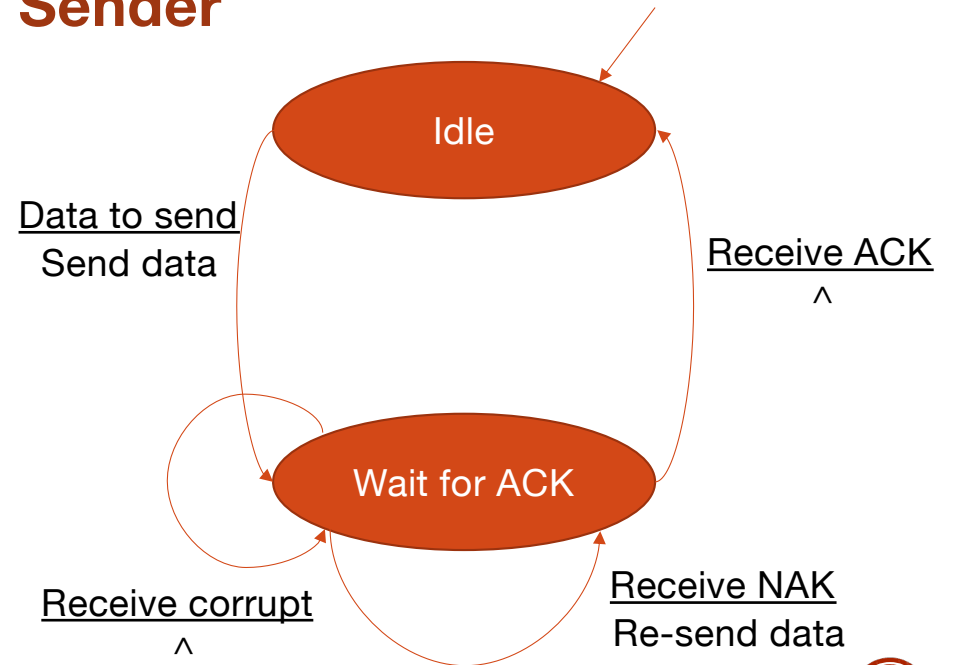 Sender
Idle
Data to send
Send data
Receive ACK
^
Wait for ACK
Receive corrupt
^
Receive NAK
Re-send data